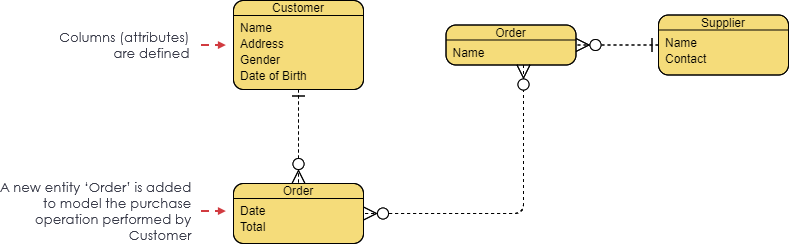 Columns (attributes)
are defined
Customer
Name
Address
Gender
Date of Birth
Order
Name
Supplier
Name
Contact
A new entity ‘Order’ is added
to model the purchase
operation performed by
Customer
Order
Date
Total